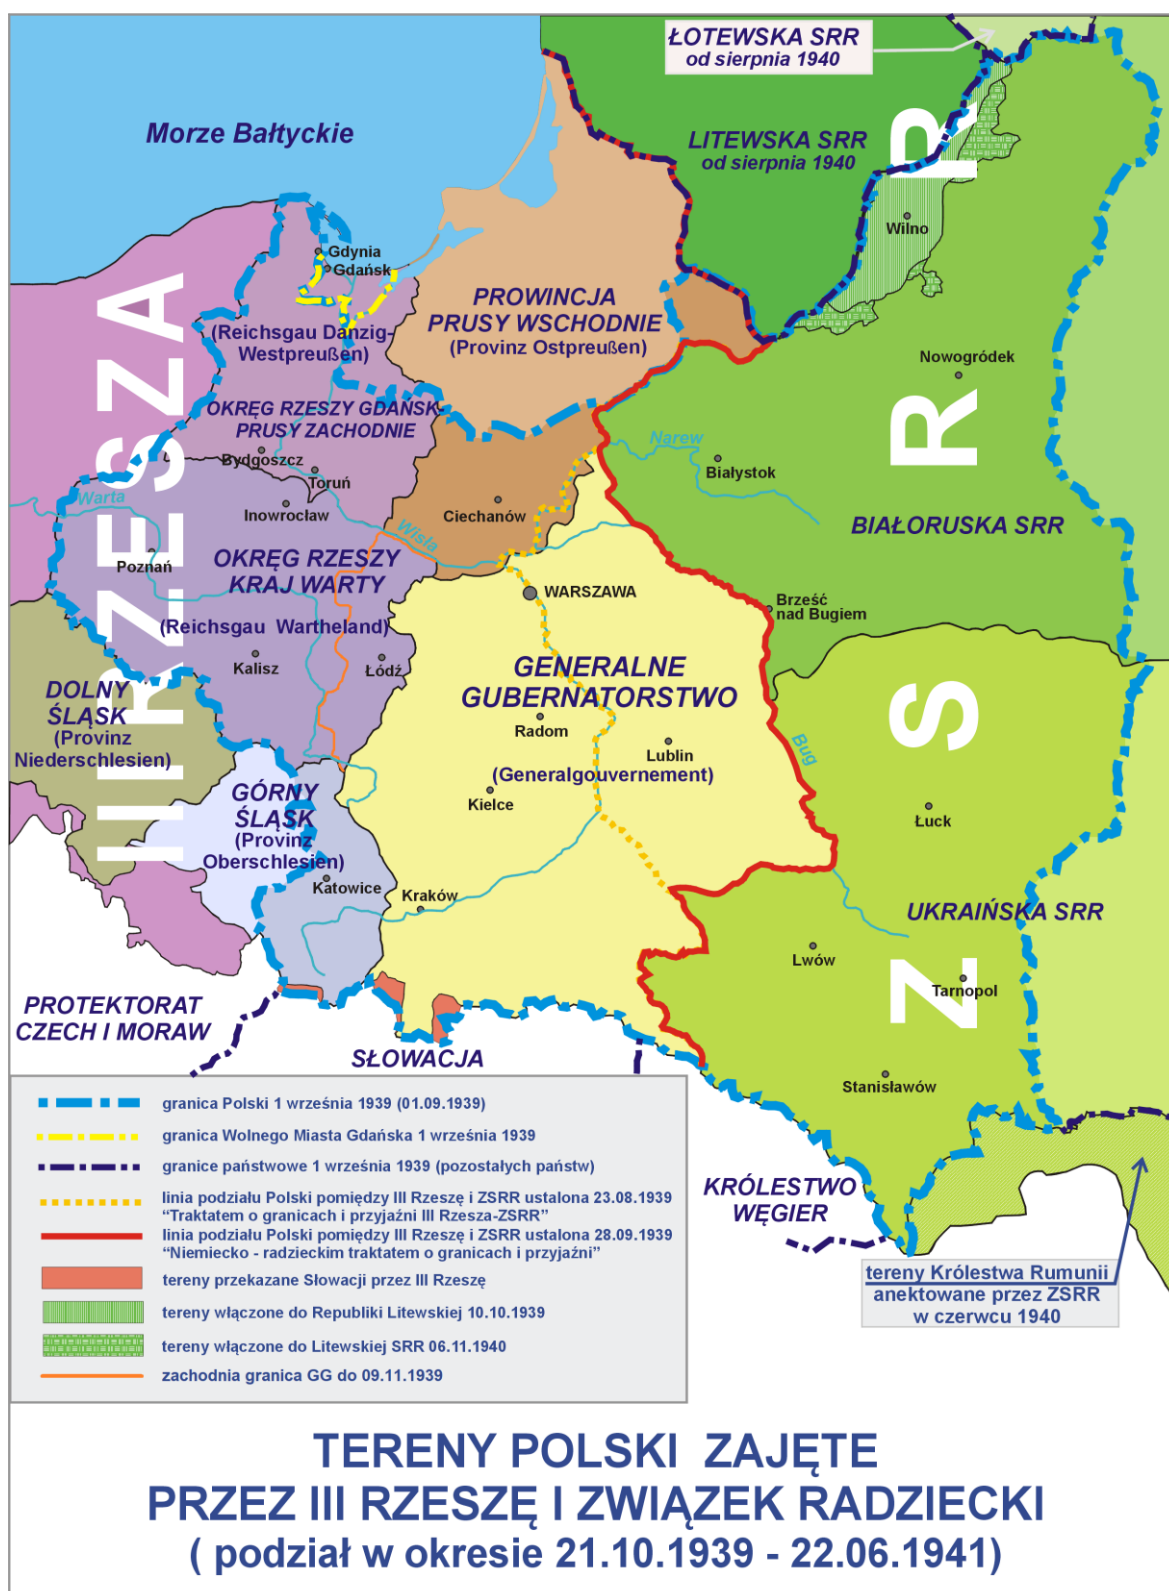 ŁOTEWSKA SRR
od sierpnia 1940
Morze Bałtyckie
LITEWSKA SRR
od sierpnia 1940
Wilno
Gdynia
Gdańsk
PROWINCJA
PRUSY WSCHODNIE
(Provinz Ostpreußen)
(Reichsgau Danzig-
Westpreußen)
Nowogródek
OKRĘG RZESZY GDAŃSK-
PRUSY ZACHODNIE
Bydgoszcz
Toruń
Narew
Białystok
Warta
Inowrocław
Ciechanów
Wisła
BIAŁORUSKA SRR
Poznań
OKRĘG RZESZY
KRAJ WARTY
WARSZAWA
Brześć
nad Bugiem
(Reichsgau Wartheland)
Kalisz
Łódź
GENERALNE
GUBERNATORSTWO
DOLNY
ŚLĄSK
(Provinz
Niederschlesien)
Radom
Lublin
Bug
(Generalgouvernement)
GÓRNY
ŚLĄSK
(Provinz
Oberschlesien)
Kielce
Łuck
Katowice
Kraków
UKRAIŃSKA SRR
Lwów
Tarnopol
III RZESZA
ZSRR
PROTEKTORAT
CZECH I MORAW
SŁOWACJA
Stanisławów
KRÓLESTWO
WĘGIER
tereny Królestwa Rumunii
anektowane przez ZSRR
w czerwcu 1940
granica Polski 1 września 1939 (01.09.1939)
granica Wolnego Miasta Gdańska 1 września 1939
granice państwowe 1 września 1939 (pozostałych państw)
linia podziału Polski pomiędzy III Rzeszę i ZSRR ustalona 23.08.1939
“Traktatem o granicach i przyjaźni III Rzesza-ZSRR”
linia podziału Polski pomiędzy III Rzeszę i ZSRR ustalona 28.09.1939
“Niemiecko - radzieckim traktatem o granicach i przyjaźni”
tereny przekazane Słowacji przez III Rzeszę
tereny włączone do Republiki Litewskiej 10.10.1939
tereny włączone do Litewskiej SRR 06.11.1940
zachodnia granica GG do 09.11.1939
TERENY POLSKI ZAJĘTE
PRZEZ III RZESZĘ I ZWIĄZEK RADZIECKI
( podział w okresie 21.10.1939 - 22.06.1941)